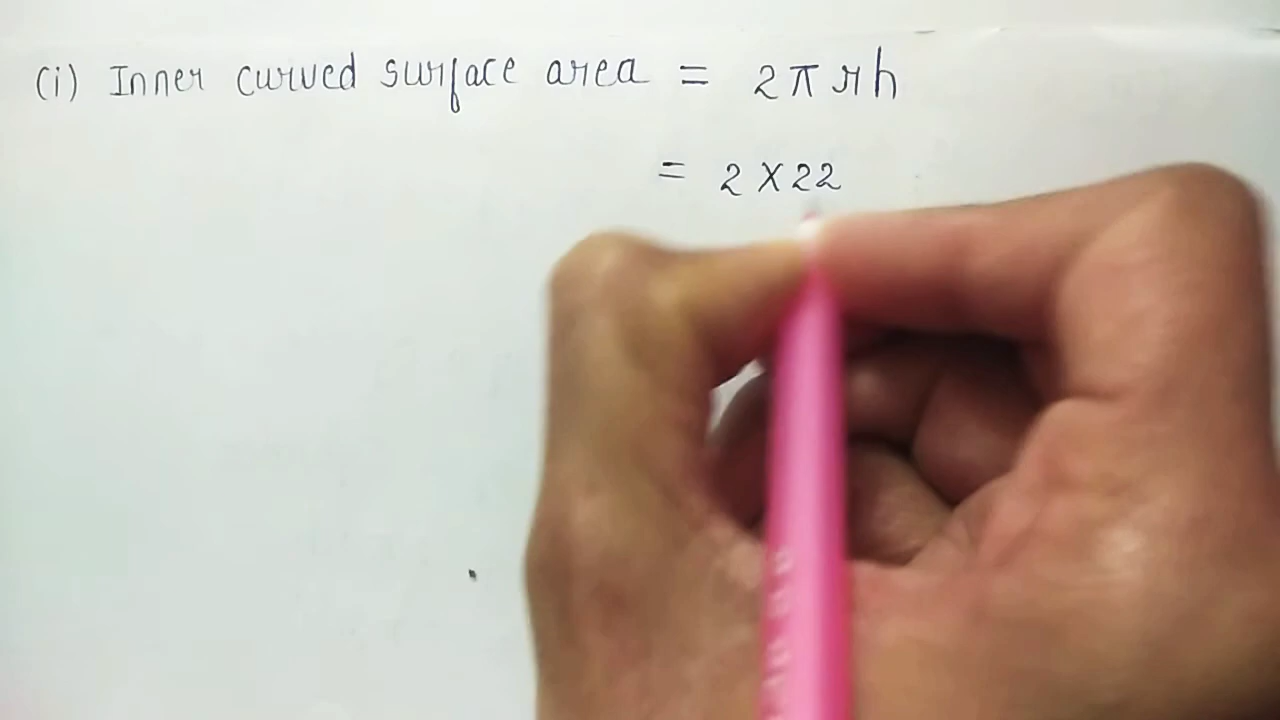 (i) Inner curved surface area = 2πrh
= 2 × 22